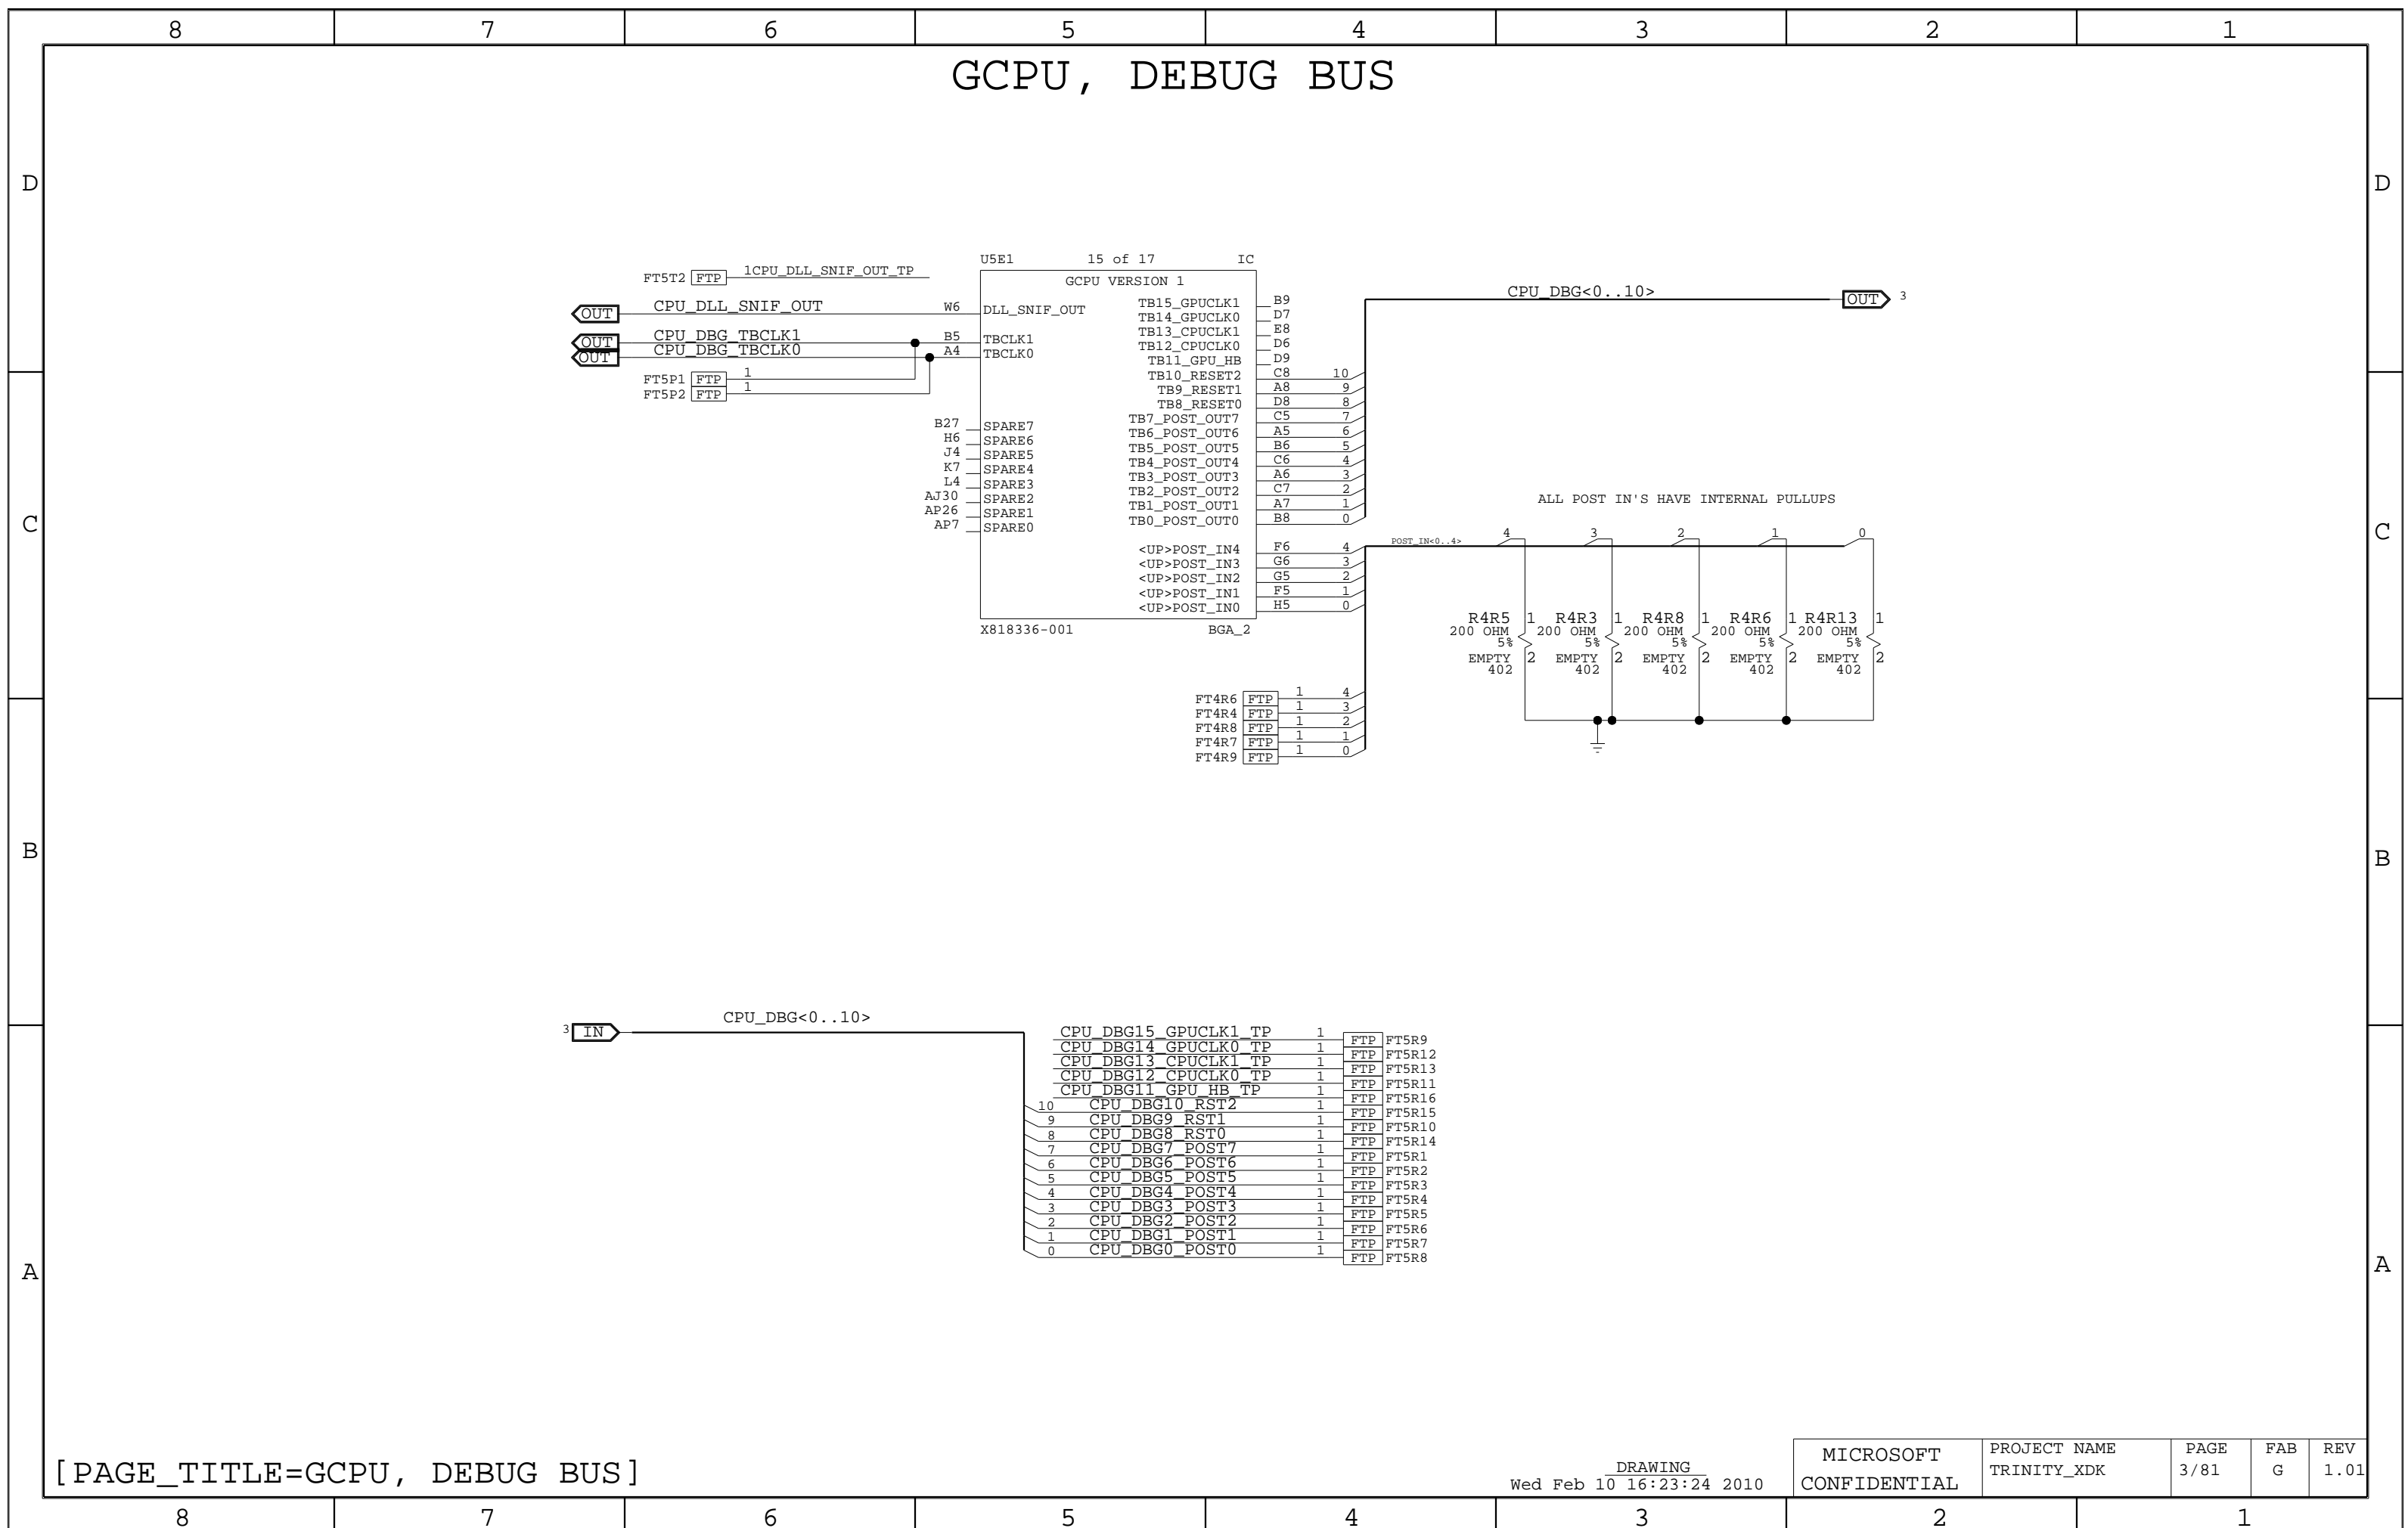 8 7 6 5 4 3 2 1
GCPU, DEBUG BUS
D D
U5E1 15 of 17 IC
GCPU VERSION 1
FT5T2 FTP 1CPU_DLL_SNIF_OUT_TP
OUT CPU_DLL_SNIF_OUT W6 DLL_SNIF_OUT
OUT CPU_DBG_TBCLK1 B5 TBCLK1
OUT CPU_DBG_TBCLK0 A4 TBCLK0
FT5P1 FTP 1
FT5P2 FTP 1
B27 SPARE7
H6 SPARE6
J4 SPARE5
K7 SPARE4
L4 SPARE3
AJ30 SPARE2
AP26 SPARE1
AP7 SPARE0
TB15_GPUCLK1 B9
TB14_GPUCLK0 D7
TB13_CPUCLK1 E8
TB12_CPUCLK0 D6
TB11_GPU_HB D9
TB10_RESET2 C8 10
TB9_RESET1 A8 9
TB8_RESET0 D8 8
TB7_POST_OUT7 C5 7
TB6_POST_OUT6 A5 6
TB5_POST_OUT5 B6 5
TB4_POST_OUT4 C6 4
TB3_POST_OUT3 A6 3
TB2_POST_OUT2 C7 2
TB1_POST_OUT1 A7 1
TB0_POST_OUT0 B8 0
<UP>POST_IN4 F6 4
<UP>POST_IN3 G6 3
<UP>POST_IN2 G5 2
<UP>POST_IN1 F5 1
<UP>POST_IN0 H5 0
X818336-001 BGA_2
CPU_DBG<0..10> OUT 3
C C
ALL POST IN'S HAVE INTERNAL PULLUPS
POST_IN<0..4> 4 3 2 1 0
R4R5 1 R4R3 1 R4R8 1 R4R6 1 R4R13 1
200 OHM 200 OHM 200 OHM 200 OHM 200 OHM
5% 5% 5% 5% 5%
EMPTY 2 EMPTY 2 EMPTY 2 EMPTY 2 EMPTY 2
402 402 402 402 402
FT4R6 FTP 1 4
FT4R4 FTP 1 3
FT4R8 FTP 1 2
FT4R7 FTP 1 1
FT4R9 FTP 1 0
B B
3 IN CPU_DBG<0..10>
CPU_DBG15_GPUCLK1_TP 1 FTP FT5R9
CPU_DBG14_GPUCLK0_TP 1 FTP FT5R12
CPU_DBG13_CPUCLK1_TP 1 FTP FT5R13
CPU_DBG12_CPUCLK0_TP 1 FTP FT5R11
CPU_DBG11_GPU_HB_TP 1 FTP FT5R16
10 CPU_DBG10_RST2 1 FTP FT5R15
9 CPU_DBG9_RST1 1 FTP FT5R10
8 CPU_DBG8_RST0 1 FTP FT5R14
7 CPU_DBG7_POST7 1 FTP FT5R1
6 CPU_DBG6_POST6 1 FTP FT5R2
5 CPU_DBG5_POST5 1 FTP FT5R3
4 CPU_DBG4_POST4 1 FTP FT5R4
3 CPU_DBG3_POST3 1 FTP FT5R5
2 CPU_DBG2_POST2 1 FTP FT5R6
1 CPU_DBG1_POST1 1 FTP FT5R7
0 CPU_DBG0_POST0 1 FTP FT5R8
A A
[PAGE_TITLE=GCPU, DEBUG BUS]
DRAWING
Wed Feb 10 16:23:24 2010
MICROSOFT
CONFIDENTIAL
PROJECT NAME PAGE FAB REV
TRINITY_XDK 3/81 G 1.01
8 7 6 5 4 3 2 1